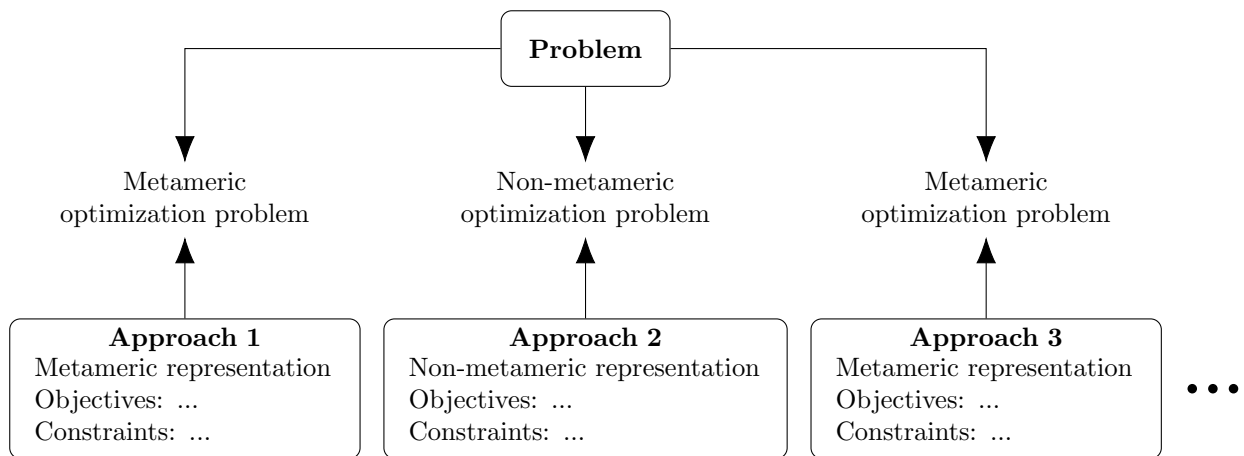 Problem
Metameric
optimization problem
Non-metameric
optimization problem
Metameric
optimization problem
Approach 1
Metameric representation
Objectives: ...
Constraints: ...
Approach 2
Non-metameric representation
Objectives: ...
Constraints: ...
Approach 3
Metameric representation
Objectives: ...
Constraints: ...
...